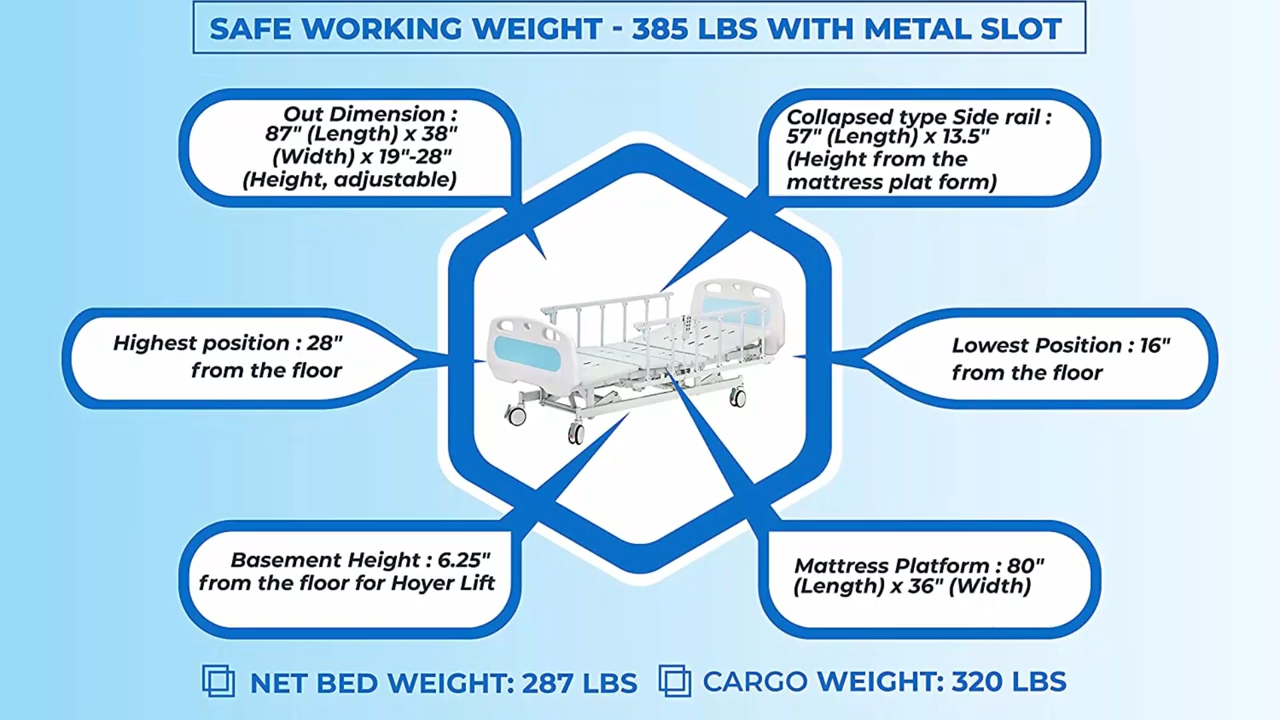 SAFE WORKING WEIGHT - 385 LBS WITH METAL SLOT
Out Dimension :
87" (Length) x 38"
(Width) x 19"-28"
(Height, adjustable)
Collapsed type Side rail :
57" (Length) x 13.5"
(Height from the
mattress plat form)
Highest position : 28"
from the floor
Lowest Position : 16"
from the floor
Basement Height : 6.25"
from the floor for Hoyer Lift
Mattress Platform : 80"
(Length) x 36" (Width)
NET BED WEIGHT: 287 LBS
CARGO WEIGHT: 320 LBS